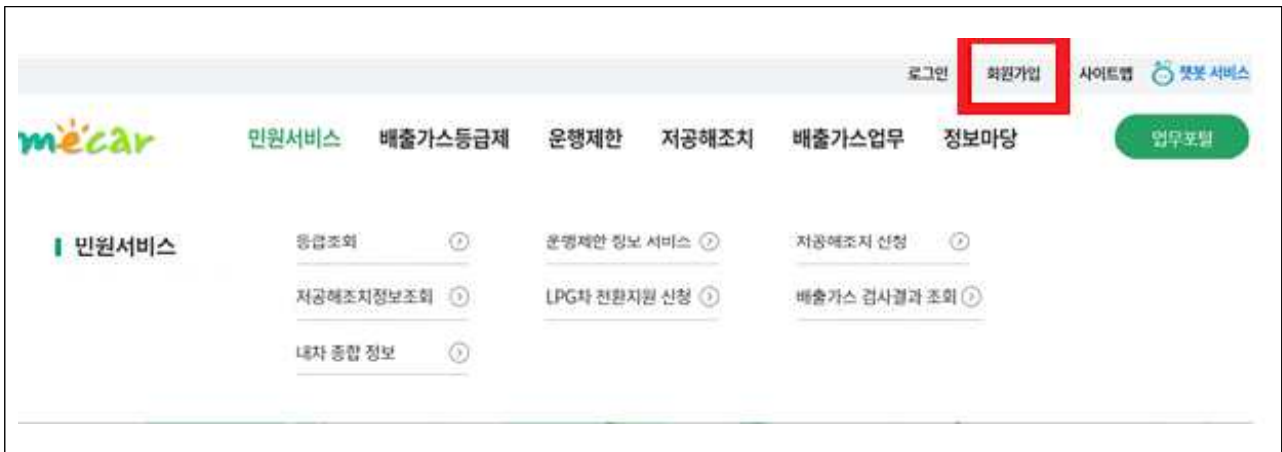 로그인 회원가입 사이트맵 챗봇 서비스
mecar 민원서비스 배출가스등급제 운행제한 저공해조치 배출가스업무 정보마당 업무포털
민원서비스 등급조회 운행제한 정보 서비스 저공해조치 신청
저공해조치정보조회 LPG차 전환지원 신청 배출가스 검사결과 조회
내차 종합 정보